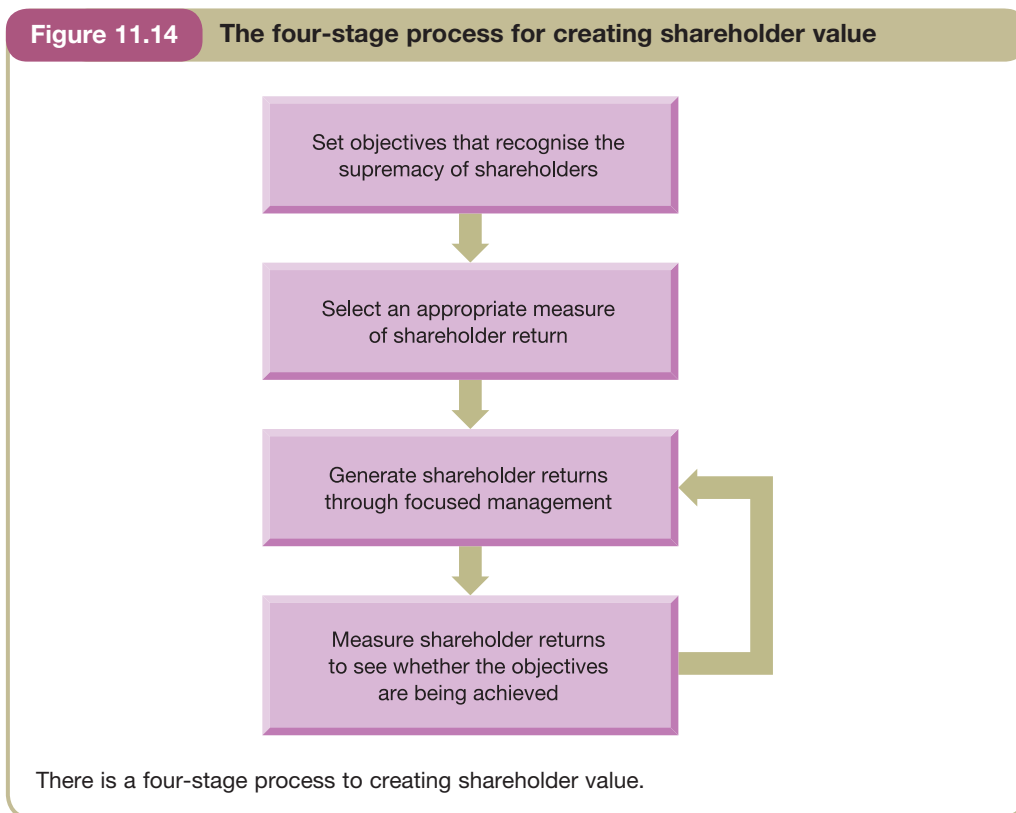 Figure 11.14 The four-stage process for creating shareholder value
Set objectives that recognise the
supremacy of shareholders
Select an appropriate measure
of shareholder return
Generate shareholder returns
through focused management
Measure shareholder returns
to see whether the objectives
are being achieved
There is a four-stage process to creating shareholder value.